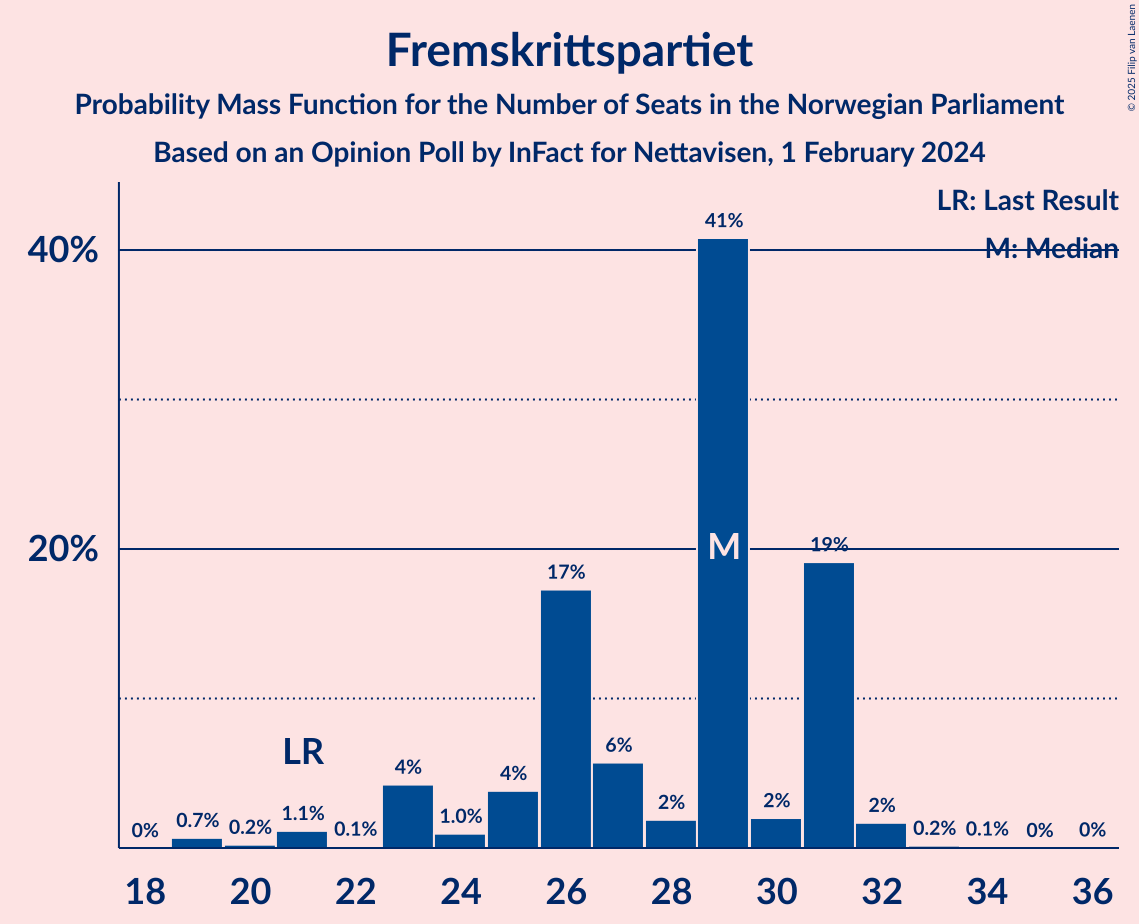 Fremskrittspartiet
Probability Mass Function for the Number of Seats in the Norwegian Parliament
Based on an Opinion Poll by InFact for Nettavisen, 1 February 2024
© 2025 Filip van Laenen
LR: Last Result
M: Median
40%
20%
0%
0.7%
0.2%
1.1%
LR
0.1%
4%
1.0%
4%
17%
6%
2%
41%
M
2%
19%
2%
0.2%
0.1%
0%
0%
18 20 22 24 26 28 30 32 34 36